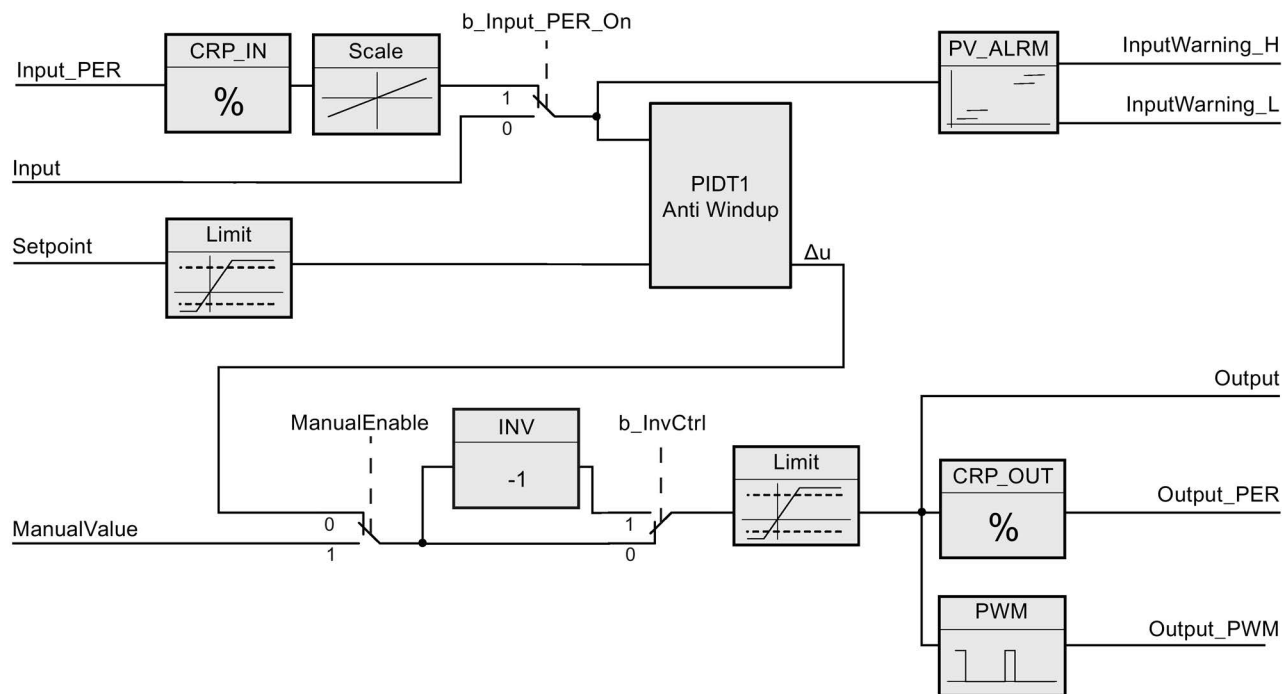 b_Input_PER_On
CRP_IN
Scale
PV_ALRM
InputWarning_H
Input_PER
%
1
0
InputWarning_L
Input
PIDT1
Anti Windup
Setpoint
Limit
Δu
Output
ManualEnable
INV
b_InvCtrl
-1
Limit
CRP_OUT
Output_PER
%
ManualValue
0
1
1
0
PWM
Output_PWM